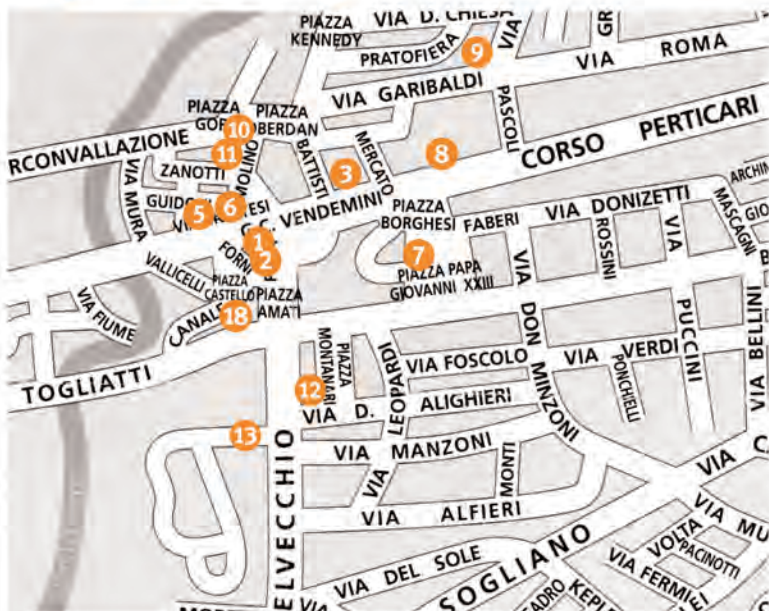 PIAZZA
KENNEDY
VIA D. CHIESA
PRATOFIERA
9
VIA
VIA ROMA
VIA GARIBALDI
PASCOLI
PIAZZA
PIAZZA
OBERDAN
10
RCONVALLAZIONE
11
ZANOTTI
MOLINO
BATTISTI
3
MERCATO
8
CORSO PERTICARI
VIA MURA
GUIDO
5
6
C. VENDEMINI
PIAZZA
BORGHESI
FABERI
VIA DONIZETTI
MASCAGNI
1
2
7
PIAZZA PAPA
GIOVANNI XXIII
VALLICELLI
PIAZZA
CASTELLO
PIAZZA
AMATI
VIA FIUME
18
ROSSINI
VIA
PUCCINI
VIA BELLINI
TOGLIATTI
PIAZZA
MONTANARI
12
LEOPARDI
VIA
VIA FOSCOLO
VIA VERDI
VIA DON MINZONI
PONCHIELLI
VIA D. ALIGHIERI
13
VIA MANZONI
MONTI
VIA ALFIERI
ELVECCHIO
VIA DEL SOLE
SOGLIANO
VOLTA
PACINOTTI
VIA FERMI
VIA